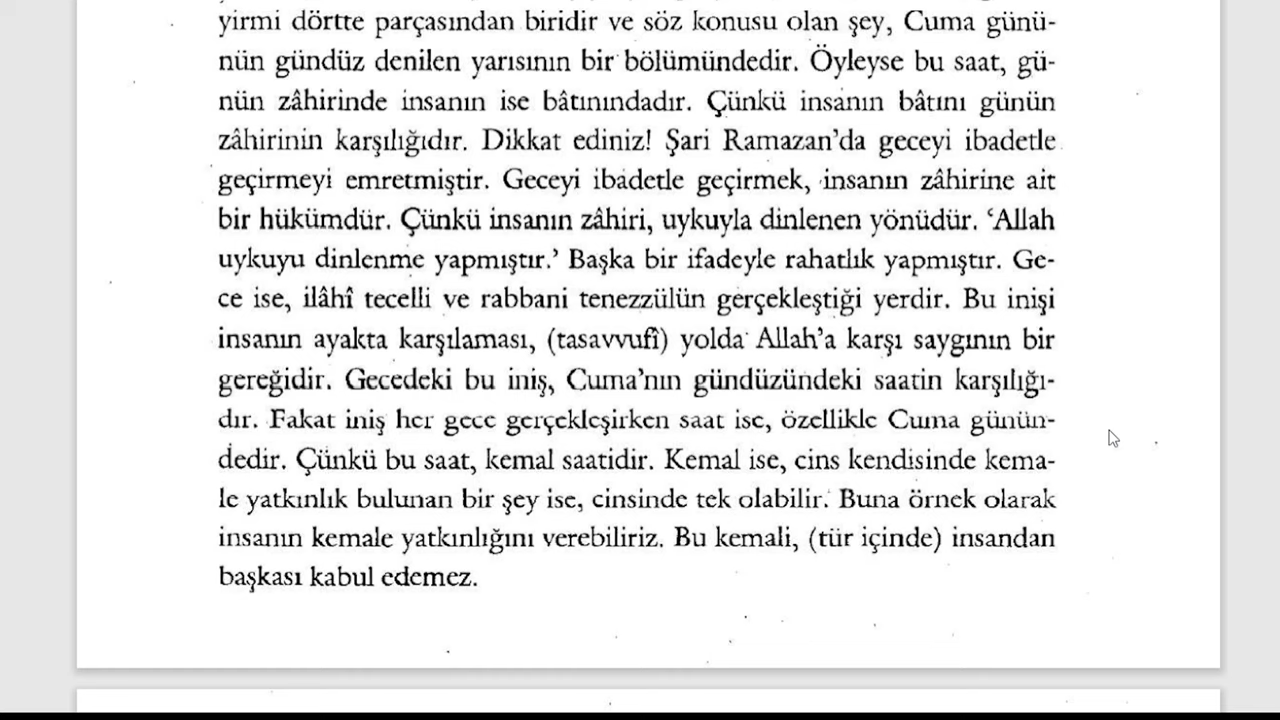 yirmi dörtte parçasından biridir ve söz konusu olan şey, Cuma günü-
nün gündüz denilen yarısının bir bölümündedir. Öyleyse bu saat, gü-
nün zâhirinde insanın ise bâtınındadır. Çünkü insanın bâtını günün
zâhirinin karşılığıdır. Dikkat ediniz! Şari Ramazan’da geceyi ibadetle
geçirmeyi emretmiştir. Geceyi ibadetle geçirmek, insanın zâhirine ait
bir hükümdür. Çünkü insanın zâhiri, uykuyla dinlenen yönüdür. ‘Allah
uykuyu dinlenme yapmıştır.’ Başka bir ifadeyle rahatlık yapmıştır. Ge-
ce ise, ilâhî tecelli ve rabbani tenezzülün gerçekleştiği yerdir. Bu inişi
insanın ayakta karşılaması, (tasavvufî) yolda Allah’a karşı saygının bir
gereğidir. Gecedeki bu iniş, Cuma’nın gündüzündeki saatin karşılığı-
dır. Fakat iniş her gece gerçekleşirken saat ise, özellikle Cuma günün-
dedir. Çünkü bu saat, kemal saatidir. Kemal ise, cins kendisinde kema-
le yatkınlık bulunan bir şey ise, cinsinde tek olabilir. Buna örnek olarak
insanın kemale yatkınlığını verebiliriz. Bu kemali, (tür içinde) insandan
başkası kabul edemez.